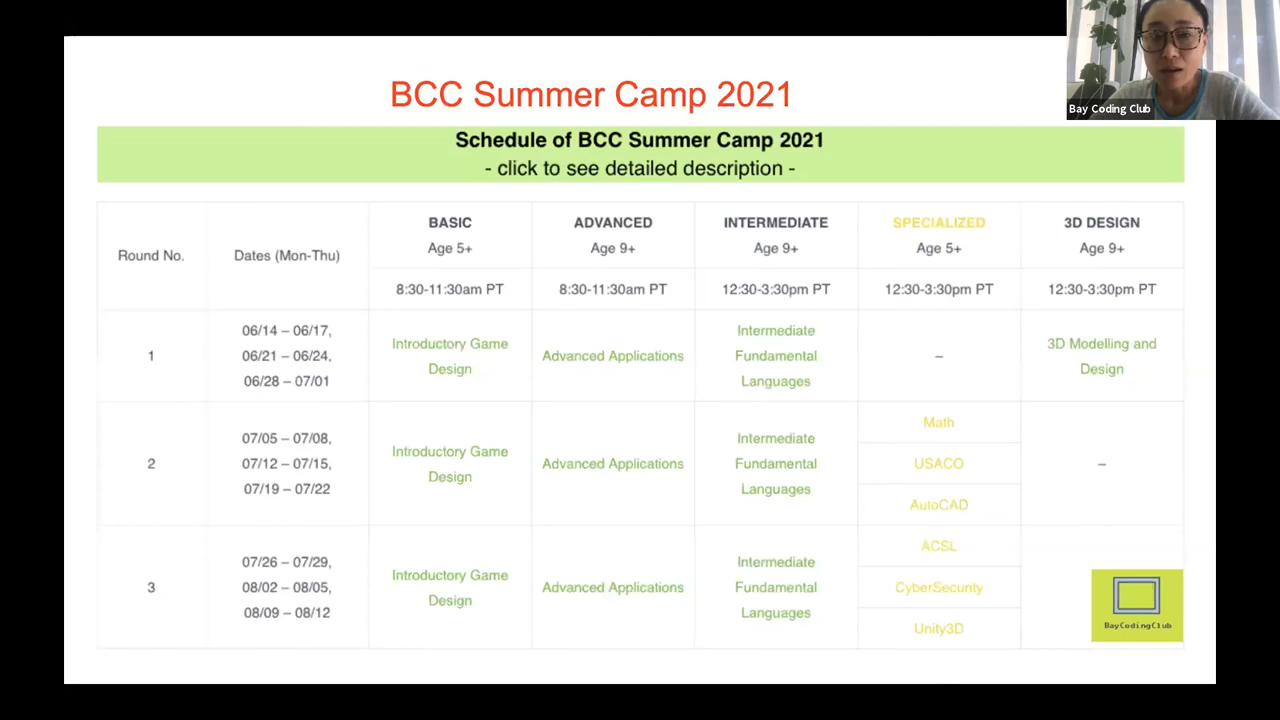 BCC Summer Camp 2021
Bay Coding Club
Schedule of BCC Summer Camp 2021
- click to see detailed description -
Round No.
Dates (Mon-Thu)
BASIC
Age 5+
8:30-11:30am PT
ADVANCED
Age 9+
8:30-11:30am PT
INTERMEDIATE
Age 9+
12:30-3:30pm PT
SPECIALIZED
Age 5+
12:30-3:30pm PT
3D DESIGN
Age 9+
12:30-3:30pm PT
1
06/14 – 06/17,
06/21 – 06/24,
06/28 – 07/01
Introductory Game
Design
Advanced Applications
Intermediate
Fundamental
Languages
–
3D Modelling and
Design
2
07/05 – 07/08,
07/12 – 07/15,
07/19 – 07/22
Introductory Game
Design
Advanced Applications
Intermediate
Fundamental
Languages
Math
USACO
AutoCAD
–
3
07/26 – 07/29,
08/02 – 08/05,
08/09 – 08/12
Introductory Game
Design
Advanced Applications
Intermediate
Fundamental
Languages
ACSL
CyberSecurity
Unity3D
BayCodingClub